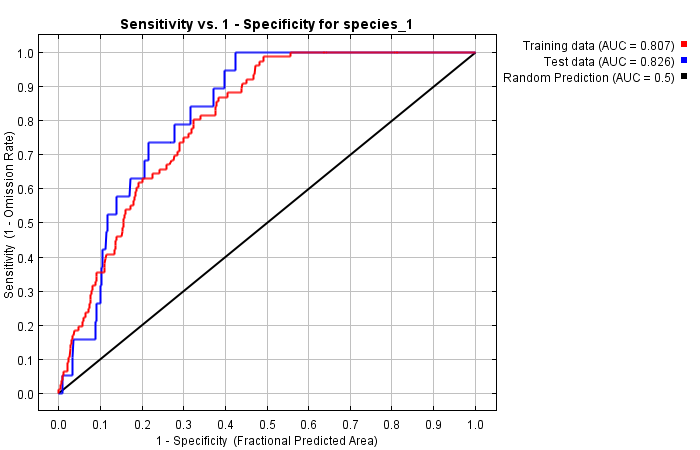 Sensitivity vs. 1 - Specificity for species_1
Training data (AUC = 0.807)
Test data (AUC = 0.826)
Random Prediction (AUC = 0.5)
Sensitivity (1 - Omission Rate)
1.0
0.9
0.8
0.7
0.6
0.5
0.4
0.3
0.2
0.1
0.0
0.0 0.1 0.2 0.3 0.4 0.5 0.6 0.7 0.8 0.9 1.0
1 - Specificity (Fractional Predicted Area)